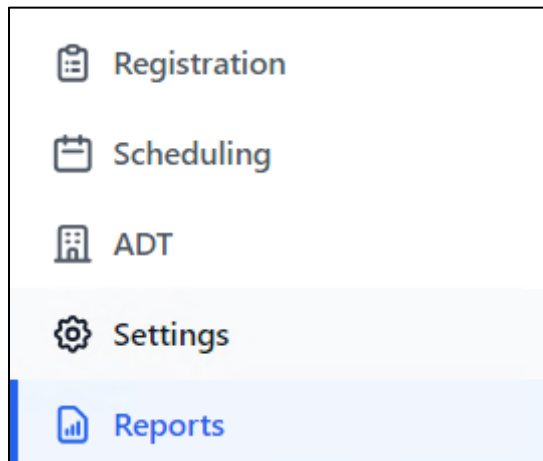 Registration
Scheduling
ADT
Settings
Reports